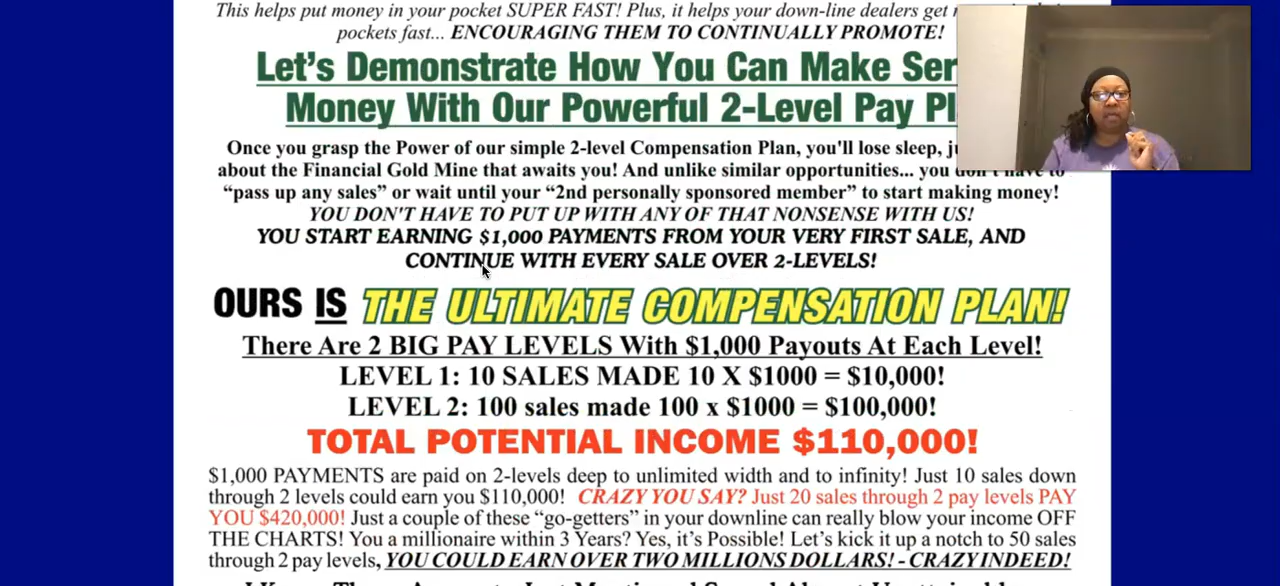 This helps put money in your pocket SUPER FAST! Plus, it helps your down-line dealers get
pockets fast... ENCOURAGING THEM TO CONTINUALLY PROMOTE!
Let's Demonstrate How You Can Make Ser
Money With Our Powerful 2-Level Pay Pl
Once you grasp the Power of our simple 2-level Compensation Plan, you'll lose sleep, j
about the Financial Gold Mine that awaits you! And unlike similar opportunities... you don't have to
“pass up any sales” or wait until your “2nd personally sponsored member” to start making money!
YOU DON'T HAVE TO PUT UP WITH ANY OF THAT NONSENSE WITH US!
YOU START EARNING $1,000 PAYMENTS FROM YOUR VERY FIRST SALE, AND
CONTINUE WITH EVERY SALE OVER 2-LEVELS!
OURS IS THE ULTIMATE COMPENSATION PLAN!
There Are 2 BIG PAY LEVELS With $1,000 Payouts At Each Level!
LEVEL 1: 10 SALES MADE 10 X $1000 = $10,000!
LEVEL 2: 100 sales made 100 x $1000 = $100,000!
TOTAL POTENTIAL INCOME $110,000!
$1,000 PAYMENTS are paid on 2-levels deep to unlimited width and to infinity! Just 10 sales down
through 2 levels could earn you $110,000! CRAZY YOU SAY? Just 20 sales through 2 pay levels PAY
YOU $420,000! Just a couple of these “go-getters” in your downline can really blow your income OFF
THE CHARTS! You a millionaire within 3 Years? Yes, it's Possible! Let's kick it up a notch to 50 sales
through 2 pay levels, YOU COULD EARN OVER TWO MILLIONS DOLLARS! - CRAZY INDEED!